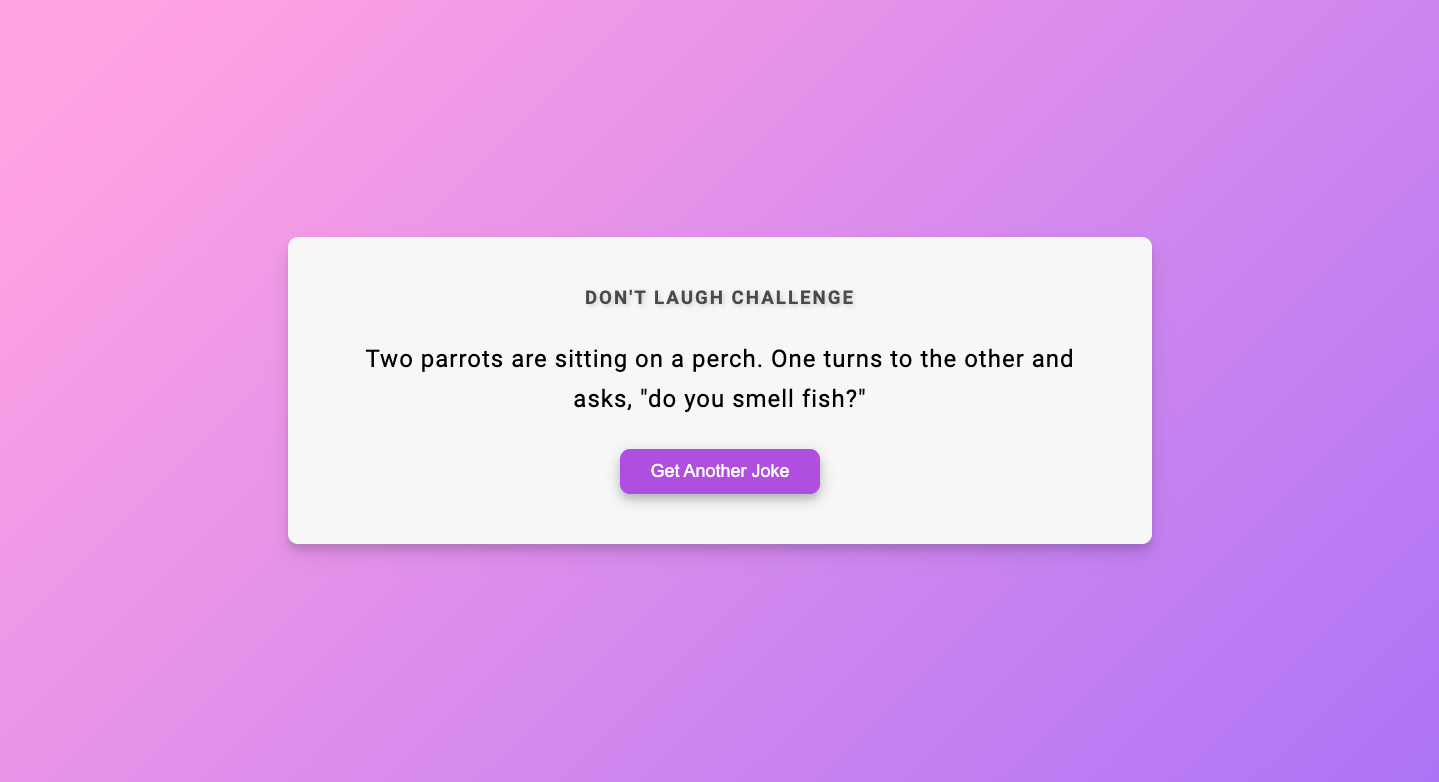 DON'T LAUGH CHALLENGE
Two parrots are sitting on a perch. One turns to the other and
asks, "do you smell fish?"
Get Another Joke